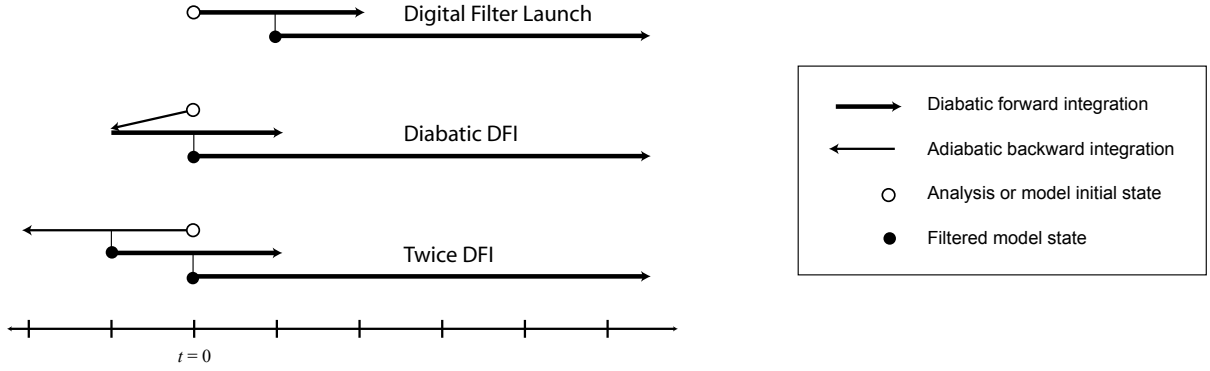 Digital Filter Launch
Diabatic DFI
Twice DFI
t = 0
Diabatic forward integration
Adiabatic backward integration
Analysis or model initial state
Filtered model state